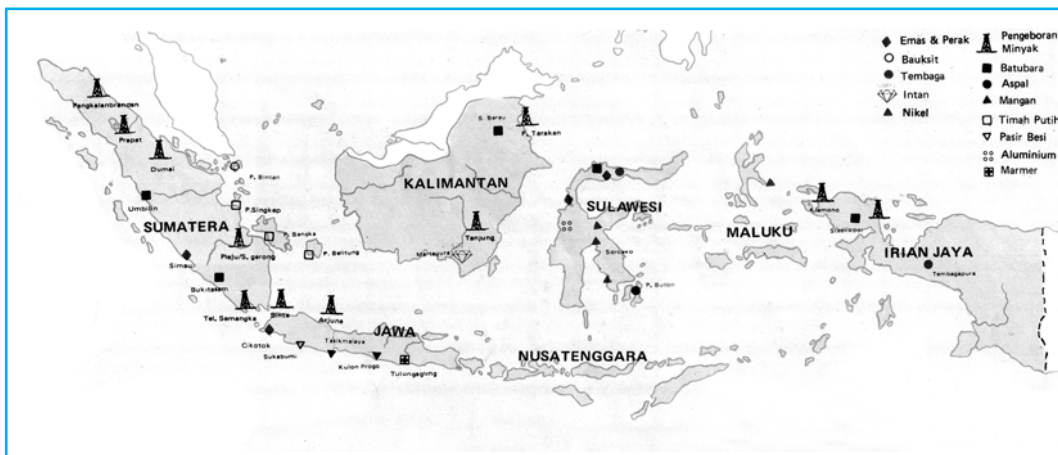 Emas & Perak
Bauksit
Tembaga
Intan
Nikel
Pengeboran
Minyak
Batubara
Aspal
Mangan
Timah Putih
Pasir Besi
Aluminium
Marmer
Pangkalanbrandan
Prapat
Dumai
P. Bintan
Umbilin
P.Singkep
SUMATERA
P. Bangka
Plaju/S. gerong
P. Belitung
Simau
Bukitasam
Tel. Semangka
Sinta
Arjuna
JAWA
Cikotok
Sukabumi
Tasikmalaya
Kulon Progo
Tulungagung
S. Berau
P. Tarakan
KALIMANTAN
Tanjung
Martapura
SULAWESI
Soroako
P. Buton
MALUKU
NUSATENGGARA
Klamono
IRIAN JAYA
Tembagapura